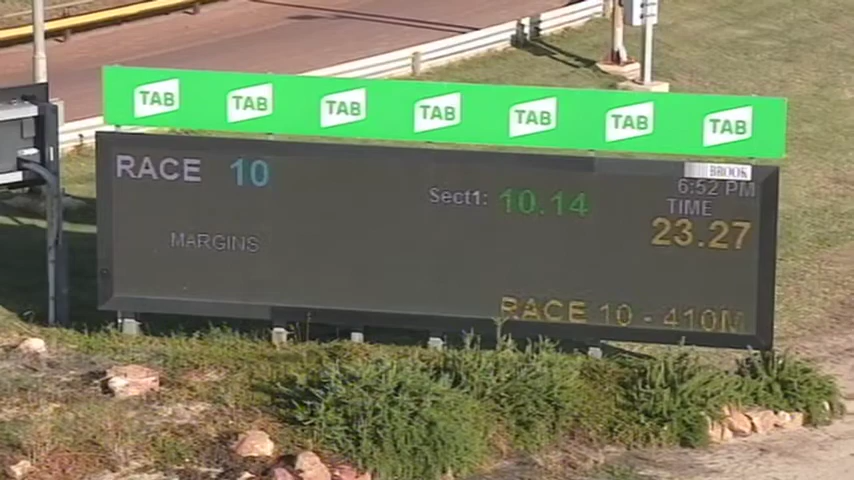 TAB TAB TAB TAB TAB TAB TAB
BROOK
RACE 10
6:52 PM
Sect1: 10.14
TIME
23.27
MARGINS
RACE 10 - 410M